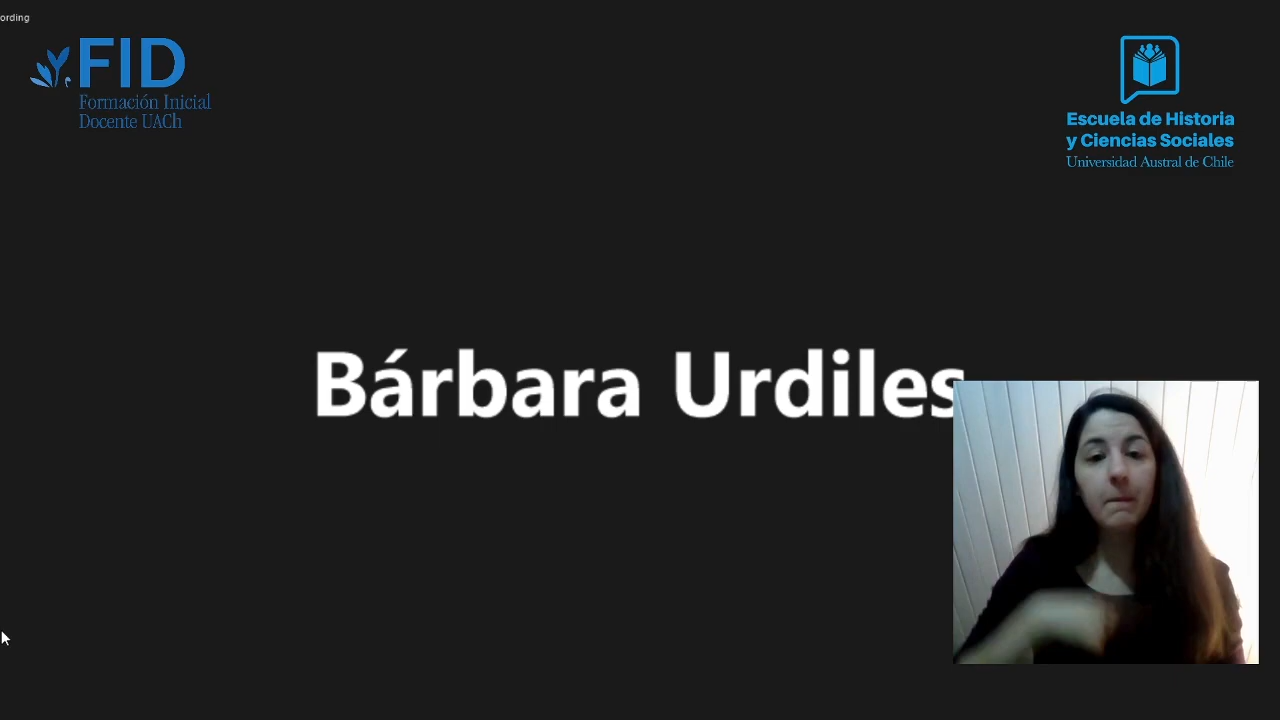 ording
FID
Formación Inicial
Docente UACh
Escuela de Historia
y Ciencias Sociales
Universidad Austral de Chile
Bárbara Urdiles